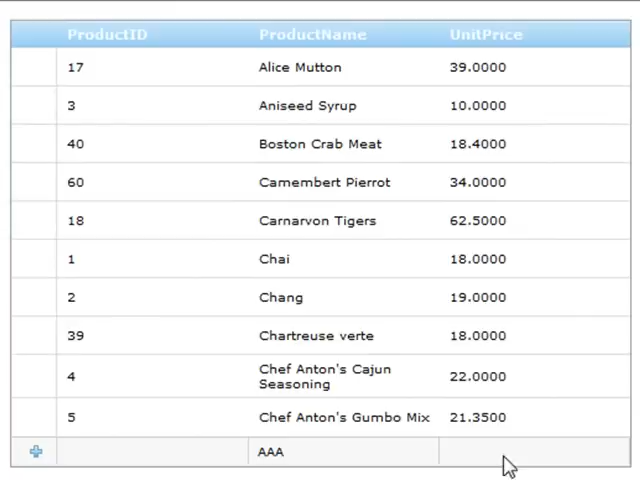 ProductID ProductName UnitPrice
17 Alice Mutton 39.0000
3 Aniseed Syrup 10.0000
40 Boston Crab Meat 18.4000
60 Camembert Pierrot 34.0000
18 Carnarvon Tigers 62.5000
1 Chai 18.0000
2 Chang 19.0000
39 Chartreuse verte 18.0000
4 Chef Anton's Cajun Seasoning 22.0000
5 Chef Anton's Gumbo Mix 21.3500
AAA